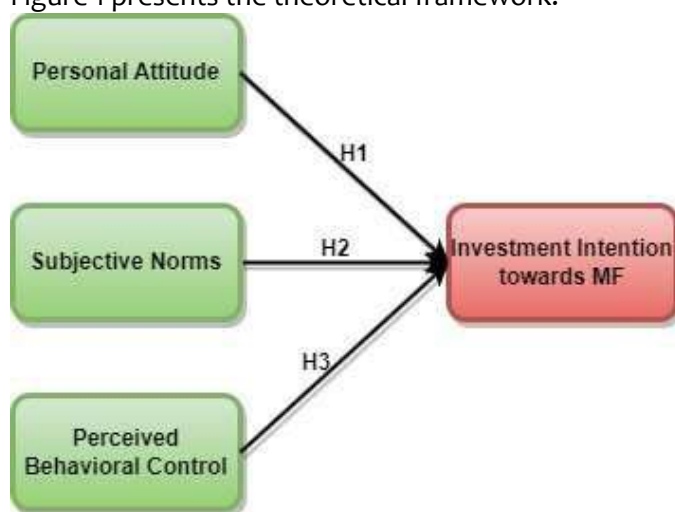 Figure 1 presents the theoretical framework.
Personal Attitude
H1
Subjective Norms
H2
Investment Intention
towards MF
H3
Perceived
Behavioral Control